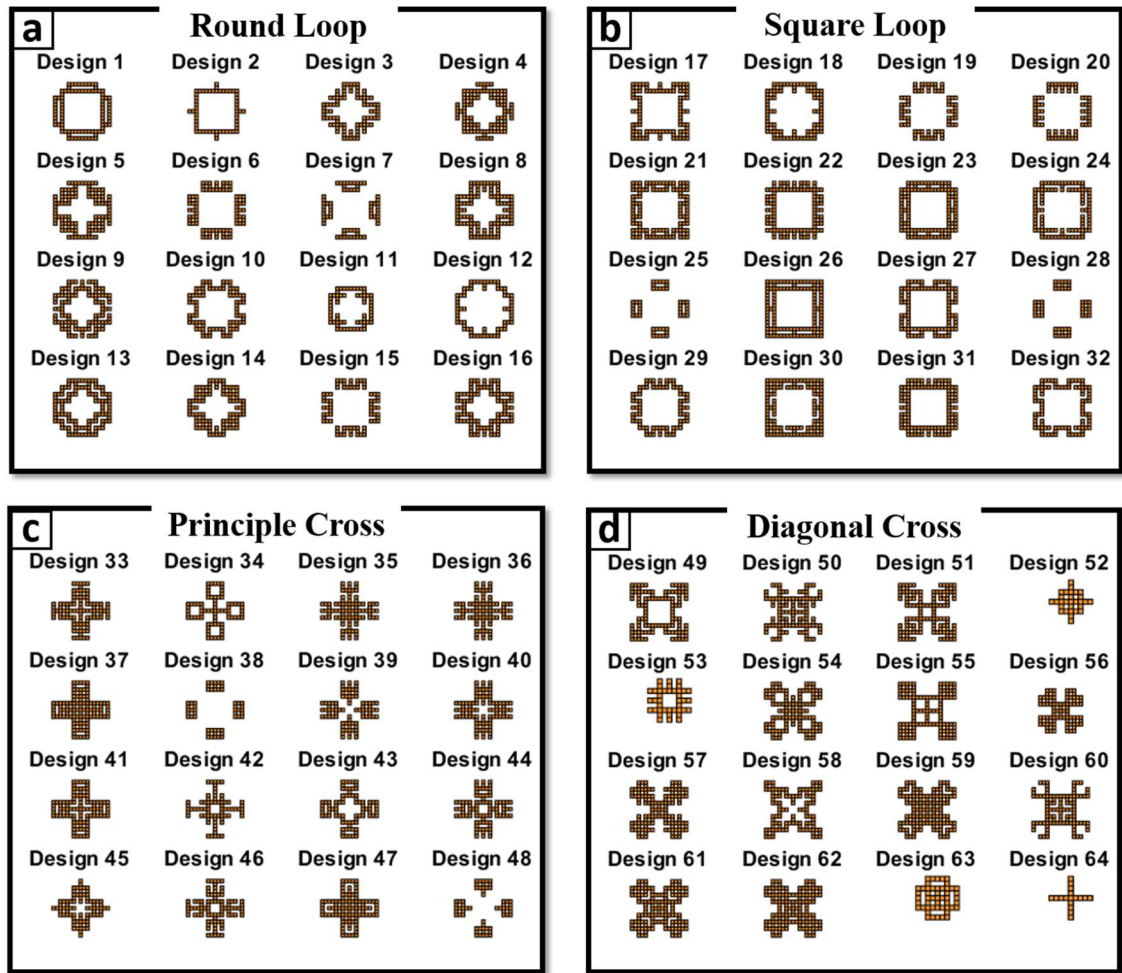 a Round Loop
Design 1 Design 2 Design 3 Design 4
Design 5 Design 6 Design 7 Design 8
Design 9 Design 10 Design 11 Design 12
Design 13 Design 14 Design 15 Design 16
b Square Loop
Design 17 Design 18 Design 19 Design 20
Design 21 Design 22 Design 23 Design 24
Design 25 Design 26 Design 27 Design 28
Design 29 Design 30 Design 31 Design 32
c Principle Cross
Design 33 Design 34 Design 35 Design 36
Design 37 Design 38 Design 39 Design 40
Design 41 Design 42 Design 43 Design 44
Design 45 Design 46 Design 47 Design 48
d Diagonal Cross
Design 49 Design 50 Design 51 Design 52
Design 53 Design 54 Design 55 Design 56
Design 57 Design 58 Design 59 Design 60
Design 61 Design 62 Design 63 Design 64